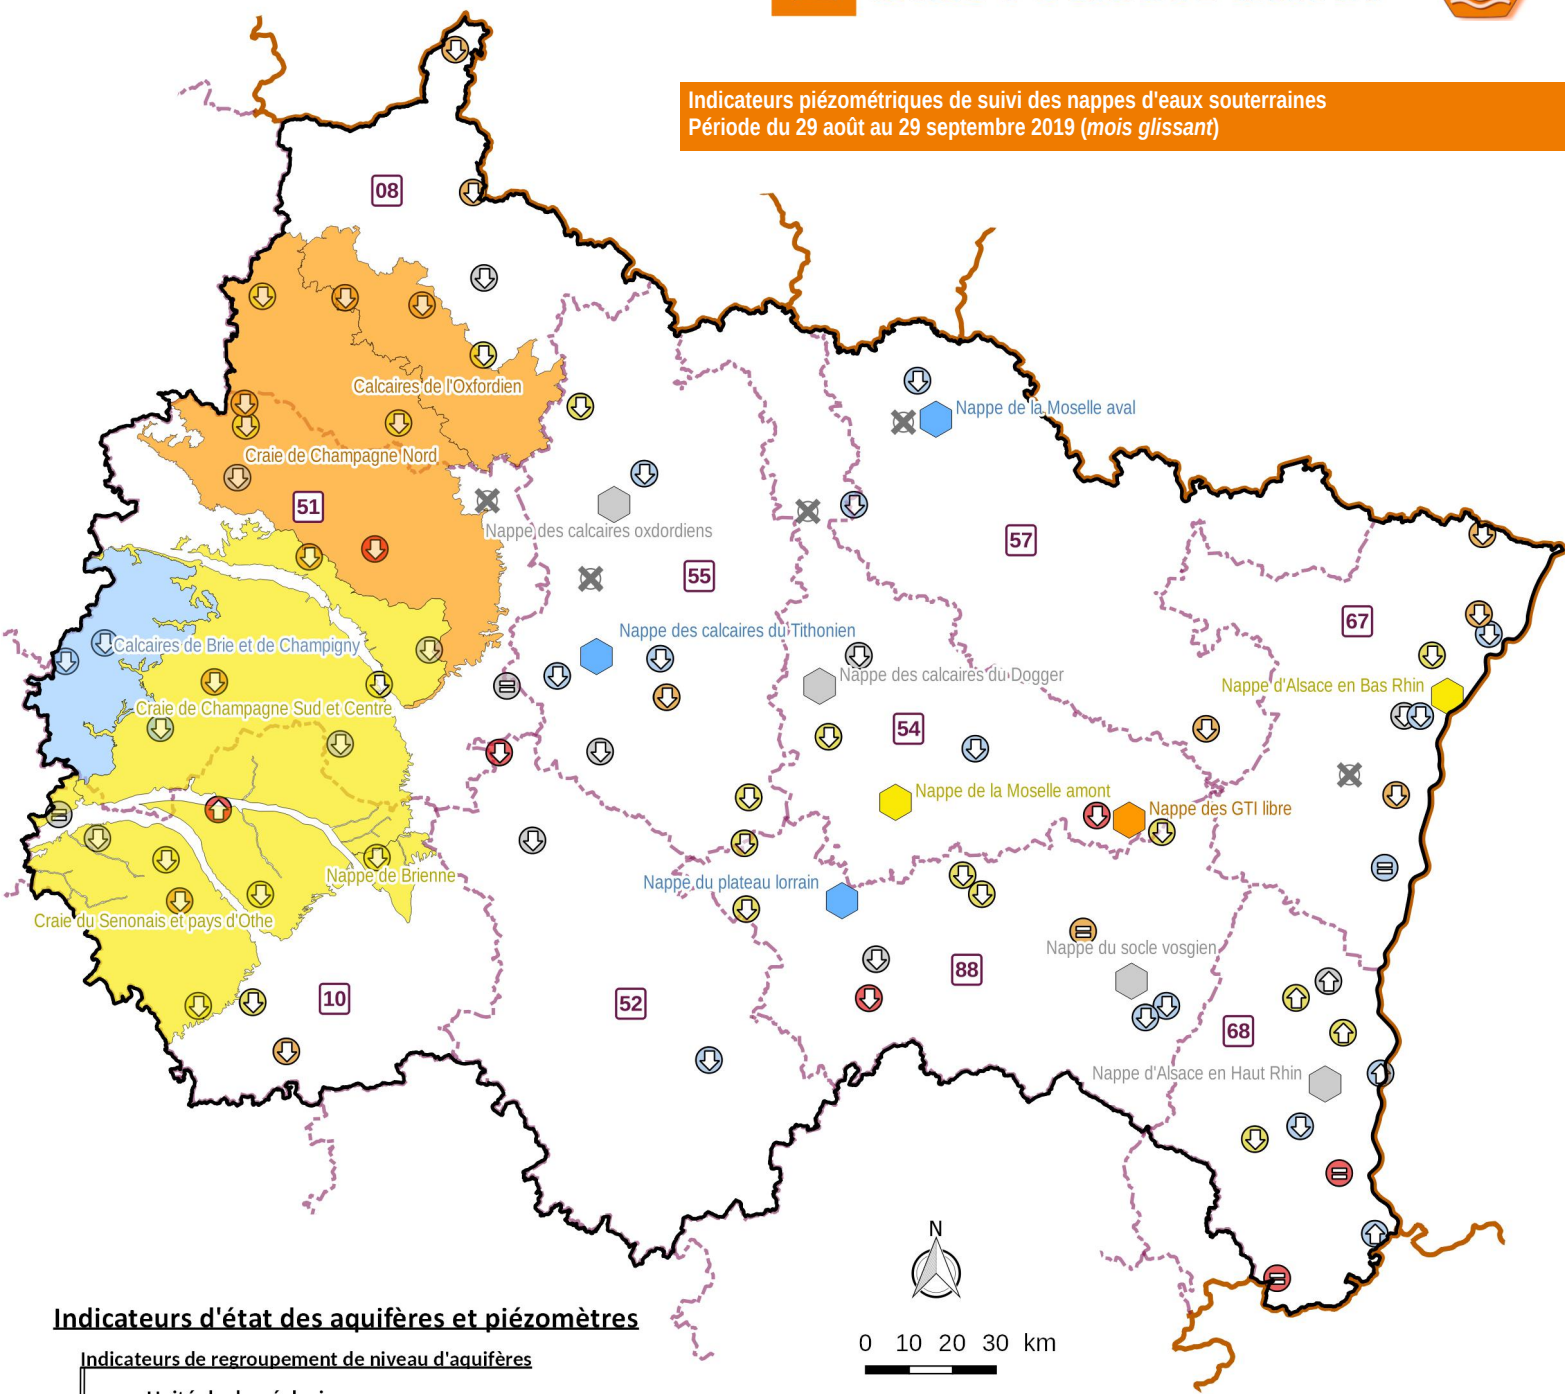 Indicateurs piézométriques de suivi des nappes d'eaux souterraines
Période du 29 août au 29 septembre 2019 (mois glissant)
08
Calcaires de l'Oxfordien
Nappe de la Moselle aval
Craie de Champagne Nord
51
Nappe des calcaires oxdordiens
57
55
67
Nappe des calcaires du Tithonien
Calcaires de Brie et de Champigny
Nappe des calcaires du Dogger
Nappe d'Alsace en Bas Rhin
Craie de Champagne Sud et Centre
54
Nappe de la Moselle amont
Nappe des GTI libre
Nappe de Brienne
Nappe du plateau lorrain
Craie du Senonais et pays d'Othe
Nappe du socle vosgien
88
10
52
68
Nappe d'Alsace en Haut Rhin
N
0 10 20 30 km
Indicateurs d'état des aquifères et piézomètres
Indicateurs de regroupement de niveau d'aquifères